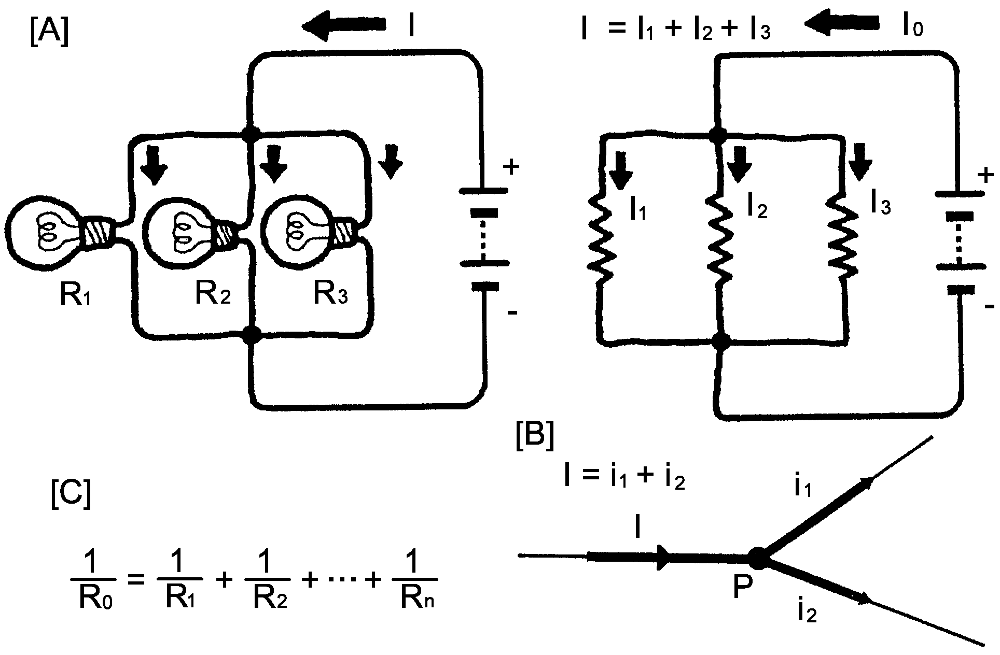 [A]
I
I = I₁ + I₂ + I₃
I₀
+
-
R₁
R₂
R₃
+
-
I₁
I₂
I₃
[B]
I = i₁ + i₂
I
P
i₁
i₂
[C]
1/R₀ = 1/R₁ + 1/R₂ + ··· + 1/Rₙ